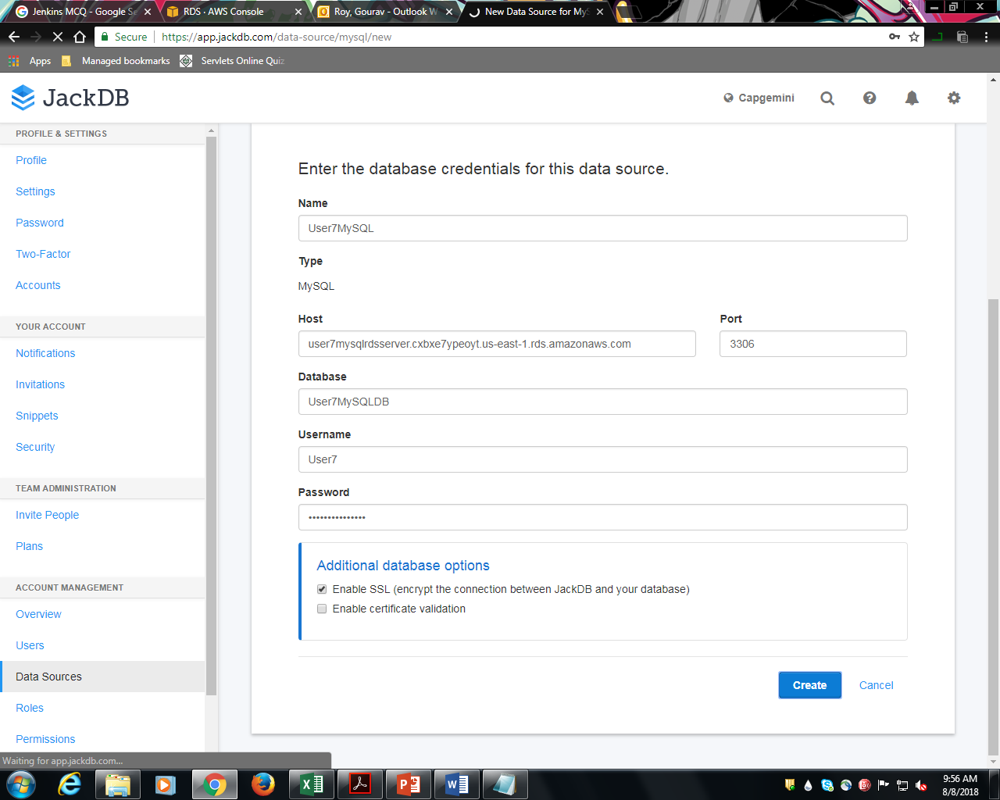 Jenkins MCQ - Google Se
RDS · AWS Console
Roy, Gourav - Outlook W
New Data Source for MyS
Secure
https://app.jackdb.com/data-source/mysql/new
Apps
Managed bookmarks
Servlets Online Quiz
JackDB
Capgemini
PROFILE & SETTINGS
Profile
Settings
Password
Two-Factor
Accounts
YOUR ACCOUNT
Notifications
Invitations
Snippets
Security
TEAM ADMINISTRATION
Invite People
Plans
ACCOUNT MANAGEMENT
Overview
Users
Data Sources
Roles
Permissions
Enter the database credentials for this data source.
Name
User7MySQL
Type
MySQL
Host
Port
user7mysqlrdsserver.cxbxe7ypeoyt.us-east-1.rds.amazonaws.com
3306
Database
User7MySQLDB
Username
User7
Password
•••••••••••••••
Additional database options
Enable SSL (encrypt the connection between JackDB and your database)
Enable certificate validation
Create
Cancel
Waiting for app.jackdb.com...
9:56 AM
8/8/2018